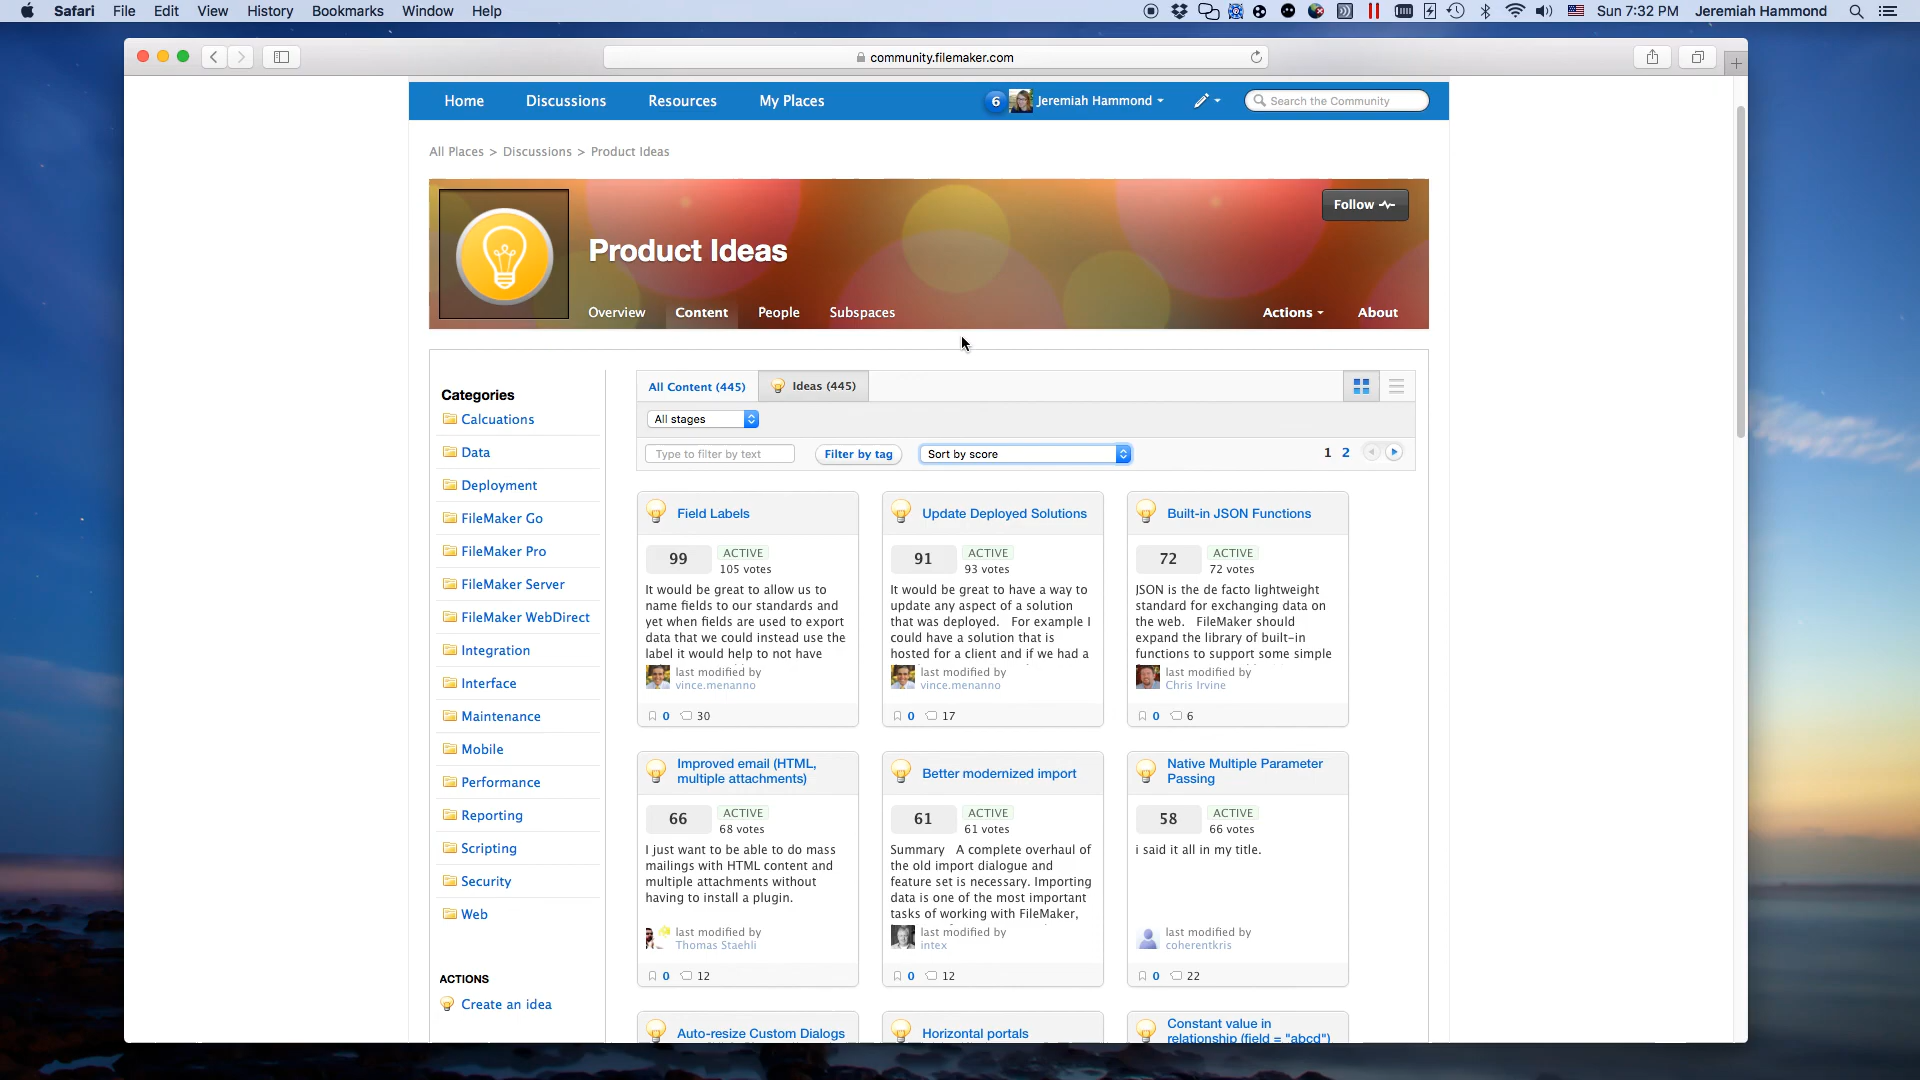 Safari File Edit View History Bookmarks Window Help Sun 7:32 PM Jeremiah Hammond
community.filemaker.com
Home Discussions Resources My Places 6 Jeremiah Hammond Search the Community
All Places > Discussions > Product Ideas
Follow
Product Ideas
Overview Content People Subspaces Actions About
Categories
Calcuations
Data
Deployment
FileMaker Go
FileMaker Pro
FileMaker Server
FileMaker WebDirect
Integration
Interface
Maintenance
Mobile
Performance
Reporting
Scripting
Security
Web
ACTIONS
Create an idea
All Content (445) Ideas (445)
All stages
Type to filter by text Filter by tag Sort by score 1 2
Field Labels
99 ACTIVE
105 votes
It would be great to allow us to
name fields to our standards and
yet when fields are used to export
data that we could instead use the
label it would help to not have
last modified by
vince.menanno
0 30
Update Deployed Solutions
91 ACTIVE
93 votes
It would be great to have a way to
update any aspect of a solution
that was deployed. For example I
could have a solution that is
hosted for a client and if we had a
last modified by
vince.menanno
0 17
Built-in JSON Functions
72 ACTIVE
72 votes
JSON is the de facto lightweight
standard for exchanging data on
the web. FileMaker should
expand the library of built-in
functions to support some simple
last modified by
Chris Irvine
0 6
Improved email (HTML,
multiple attachments)
66 ACTIVE
68 votes
I just want to be able to do mass
mailings with HTML content and
multiple attachments without
having to install a plugin.
last modified by
Thomas Staehli
0 12
Better modernized import
61 ACTIVE
61 votes
Summary A complete overhaul of
the old import dialogue and
feature set is necessary. Importing
data is one of the most important
tasks of working with FileMaker,
last modified by
intex
0 12
Native Multiple Parameter
Passing
58 ACTIVE
66 votes
i said it all in my title.
last modified by
coherentkris
0 22
Auto-resize Custom Dialogs
Horizontal portals
Constant value in
relationship (field = "abcd")